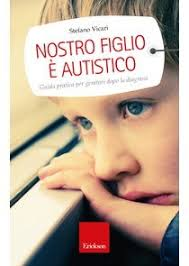 Stefano Vicari
NOSTRO FIGLIO
È AUTISTICO
Guida pratica per genitori dopo la diagnosi
Erickson